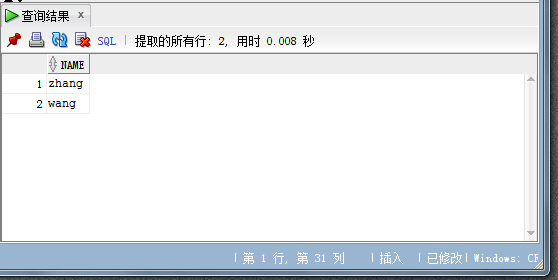 查询结果 x
SQL | 提取的所有行: 2, 用时 0.008 秒
NAME
1 zhang
2 wang
| 第 1 行, 第 31 列 | 插入 | 已修改| Windows: CF